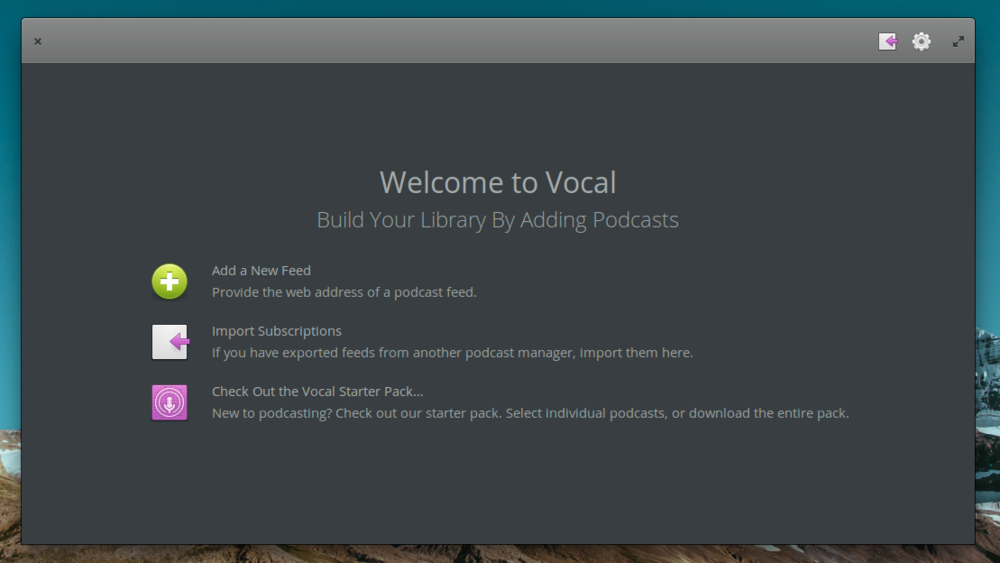 Welcome to Vocal
Build Your Library By Adding Podcasts
Add a New Feed
Provide the web address of a podcast feed.
Import Subscriptions
If you have exported feeds from another podcast manager, import them here.
Check Out the Vocal Starter Pack...
New to podcasting? Check out our starter pack. Select individual podcasts, or download the entire pack.